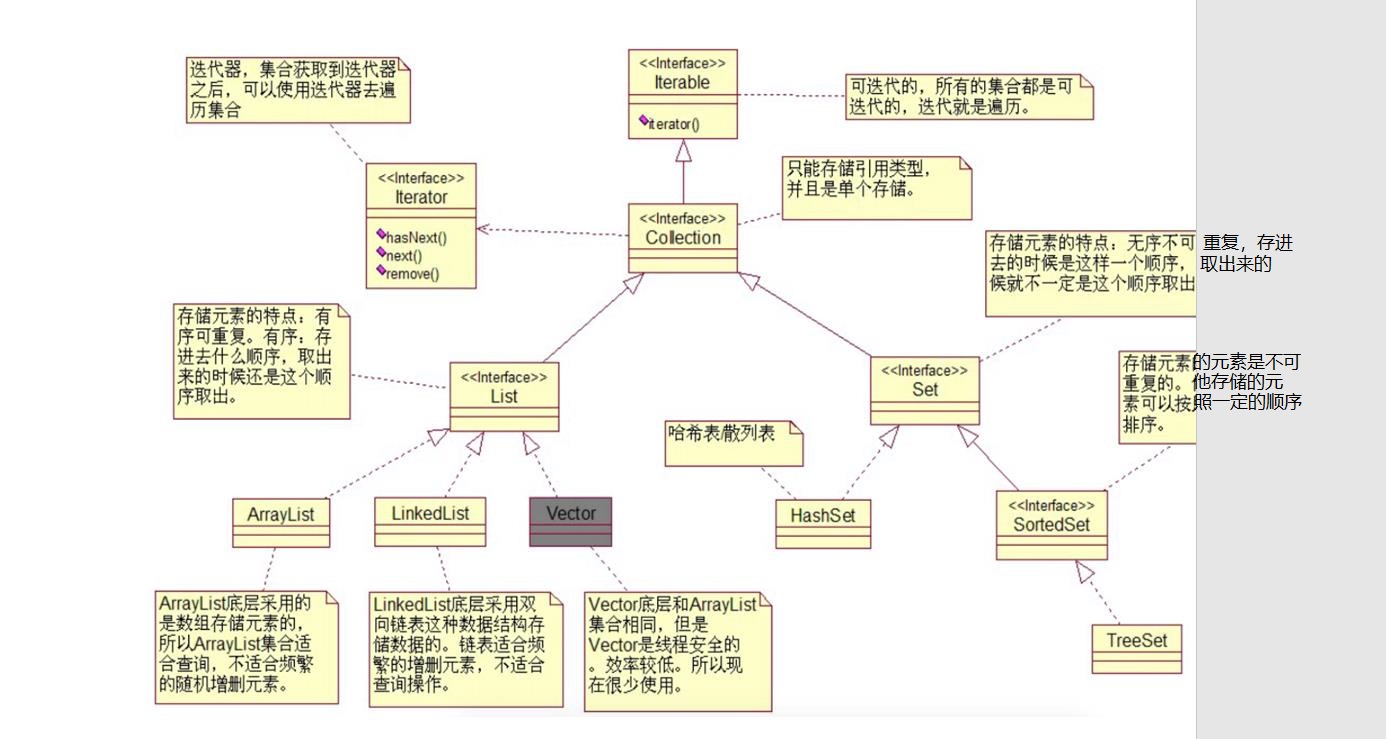 迭代器，集合获取到迭代器
之后，可以使用迭代器去遍
历集合
<<Interface>>
Iterable
iterator()
可迭代的，所有的集合都是可
迭代的，迭代就是遍历。
<<Interface>>
Iterator
hasNext()
next()
remove()
只能存储引用类型，
并且是单个存储。
<<Interface>>
Collection
存储元素的特点：无序不可 重复，存进
去的时候是这样一个顺序， 取出来的
候就不一定是这个顺序取出
存储元素的特点：有
序可重复。有序：存
进去什么顺序，取出
来的时候还是这个顺
序取出。
<<Interface>>
List
<<Interface>>
Set
存储元素的元素是不可
重复的。他存储的元
素可以按照一定的顺序
排序。
哈希表/散列表
ArrayList
LinkedList
Vector
HashSet
<<Interface>>
SortedSet
ArrayList底层采用的
是数组存储元素的，
所以ArrayList集合适
合查询，不适合频繁
的随机增删元素。
LinkedList底层采用双
向链表这种数据结构存
储数据的。链表适合频
繁的增删元素，不适合
查询操作。
Vector底层和ArrayList
集合相同，但是
Vector是线程安全的
。效率较低。所以现
在很少使用。
TreeSet